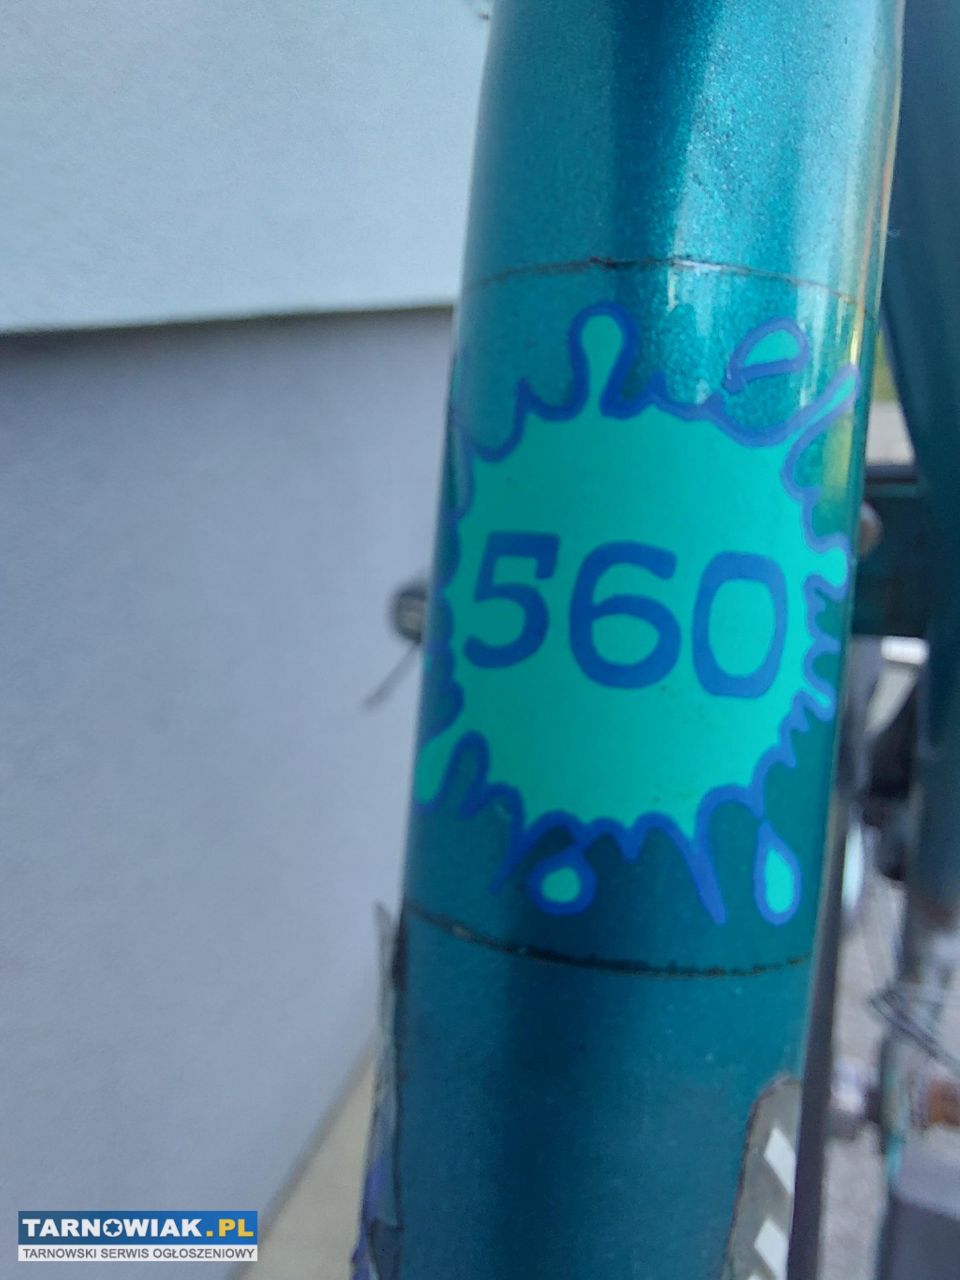 560
TARNOWIAK.PL
TARNOWSKI SERWIS OGŁOSZENIOWY